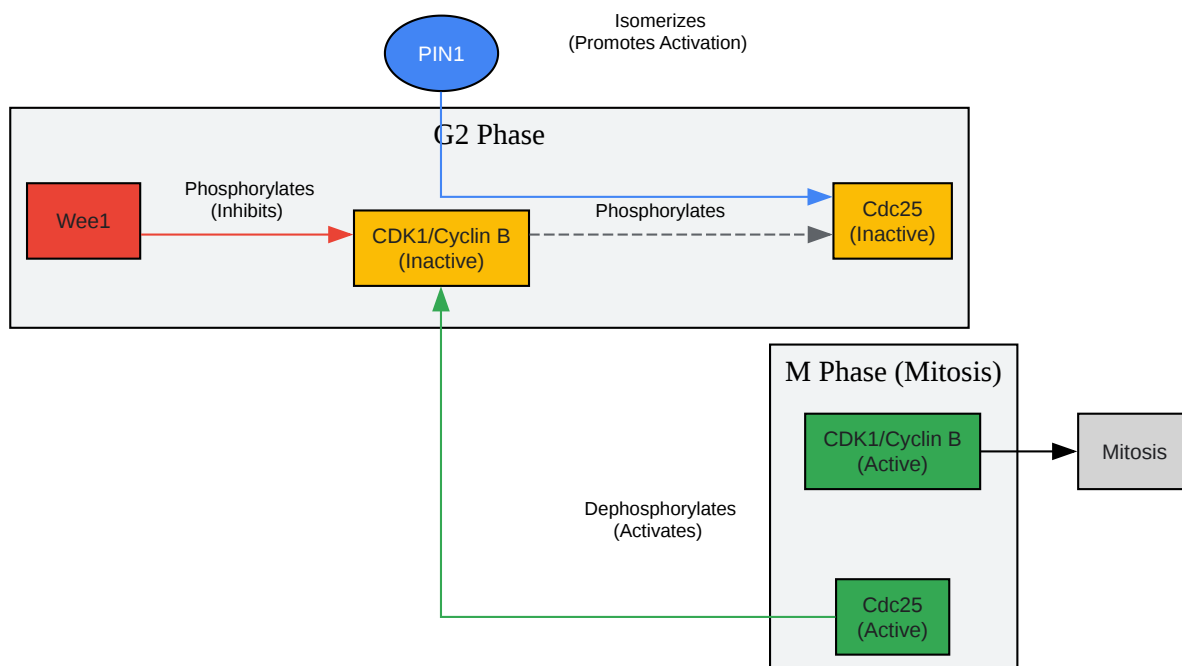 Isomerizes
(Promotes Activation)
PIN1
G2 Phase
Wee1
Phosphorylates
(Inhibits)
CDK1/Cyclin B
(Inactive)
Phosphorylates
Cdc25
(Inactive)
M Phase (Mitosis)
CDK1/Cyclin B
(Active)
Mitosis
Dephosphorylates
(Activates)
Cdc25
(Active)